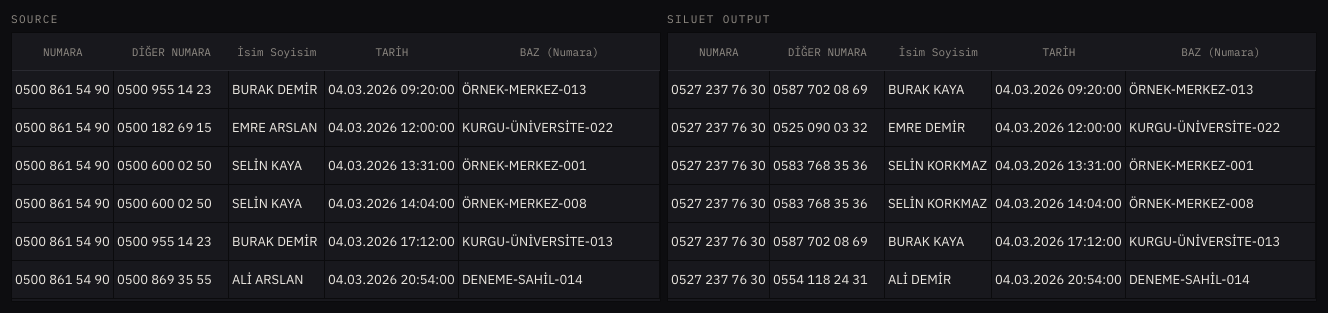 SOURCE
NUMARA DİĞER NUMARA İsim Soyisim TARİH BAZ (Numara)
0500 861 54 90 0500 955 14 23 BURAK DEMİR 04.03.2026 09:20:00 ÖRNEK-MERKEZ-013
0500 861 54 90 0500 182 69 15 EMRE ARSLAN 04.03.2026 12:00:00 KURGU-ÜNİVERSİTE-022
0500 861 54 90 0500 600 02 50 SELİN KAYA 04.03.2026 13:31:00 ÖRNEK-MERKEZ-001
0500 861 54 90 0500 600 02 50 SELİN KAYA 04.03.2026 14:04:00 ÖRNEK-MERKEZ-008
0500 861 54 90 0500 955 14 23 BURAK DEMİR 04.03.2026 17:12:00 KURGU-ÜNİVERSİTE-013
0500 861 54 90 0500 869 35 55 ALİ ARSLAN 04.03.2026 20:54:00 DENEME-SAHİL-014
SILUET OUTPUT
NUMARA DİĞER NUMARA İsim Soyisim TARİH BAZ (Numara)
0527 237 76 30 0587 702 08 69 BURAK KAYA 04.03.2026 09:20:00 ÖRNEK-MERKEZ-013
0527 237 76 30 0525 090 03 32 EMRE DEMİR 04.03.2026 12:00:00 KURGU-ÜNİVERSİTE-022
0527 237 76 30 0583 768 35 36 SELİN KORKMAZ 04.03.2026 13:31:00 ÖRNEK-MERKEZ-001
0527 237 76 30 0583 768 35 36 SELİN KORKMAZ 04.03.2026 14:04:00 ÖRNEK-MERKEZ-008
0527 237 76 30 0587 702 08 69 BURAK KAYA 04.03.2026 17:12:00 KURGU-ÜNİVERSİTE-013
0527 237 76 30 0554 118 24 31 ALİ DEMİR 04.03.2026 20:54:00 DENEME-SAHİL-014